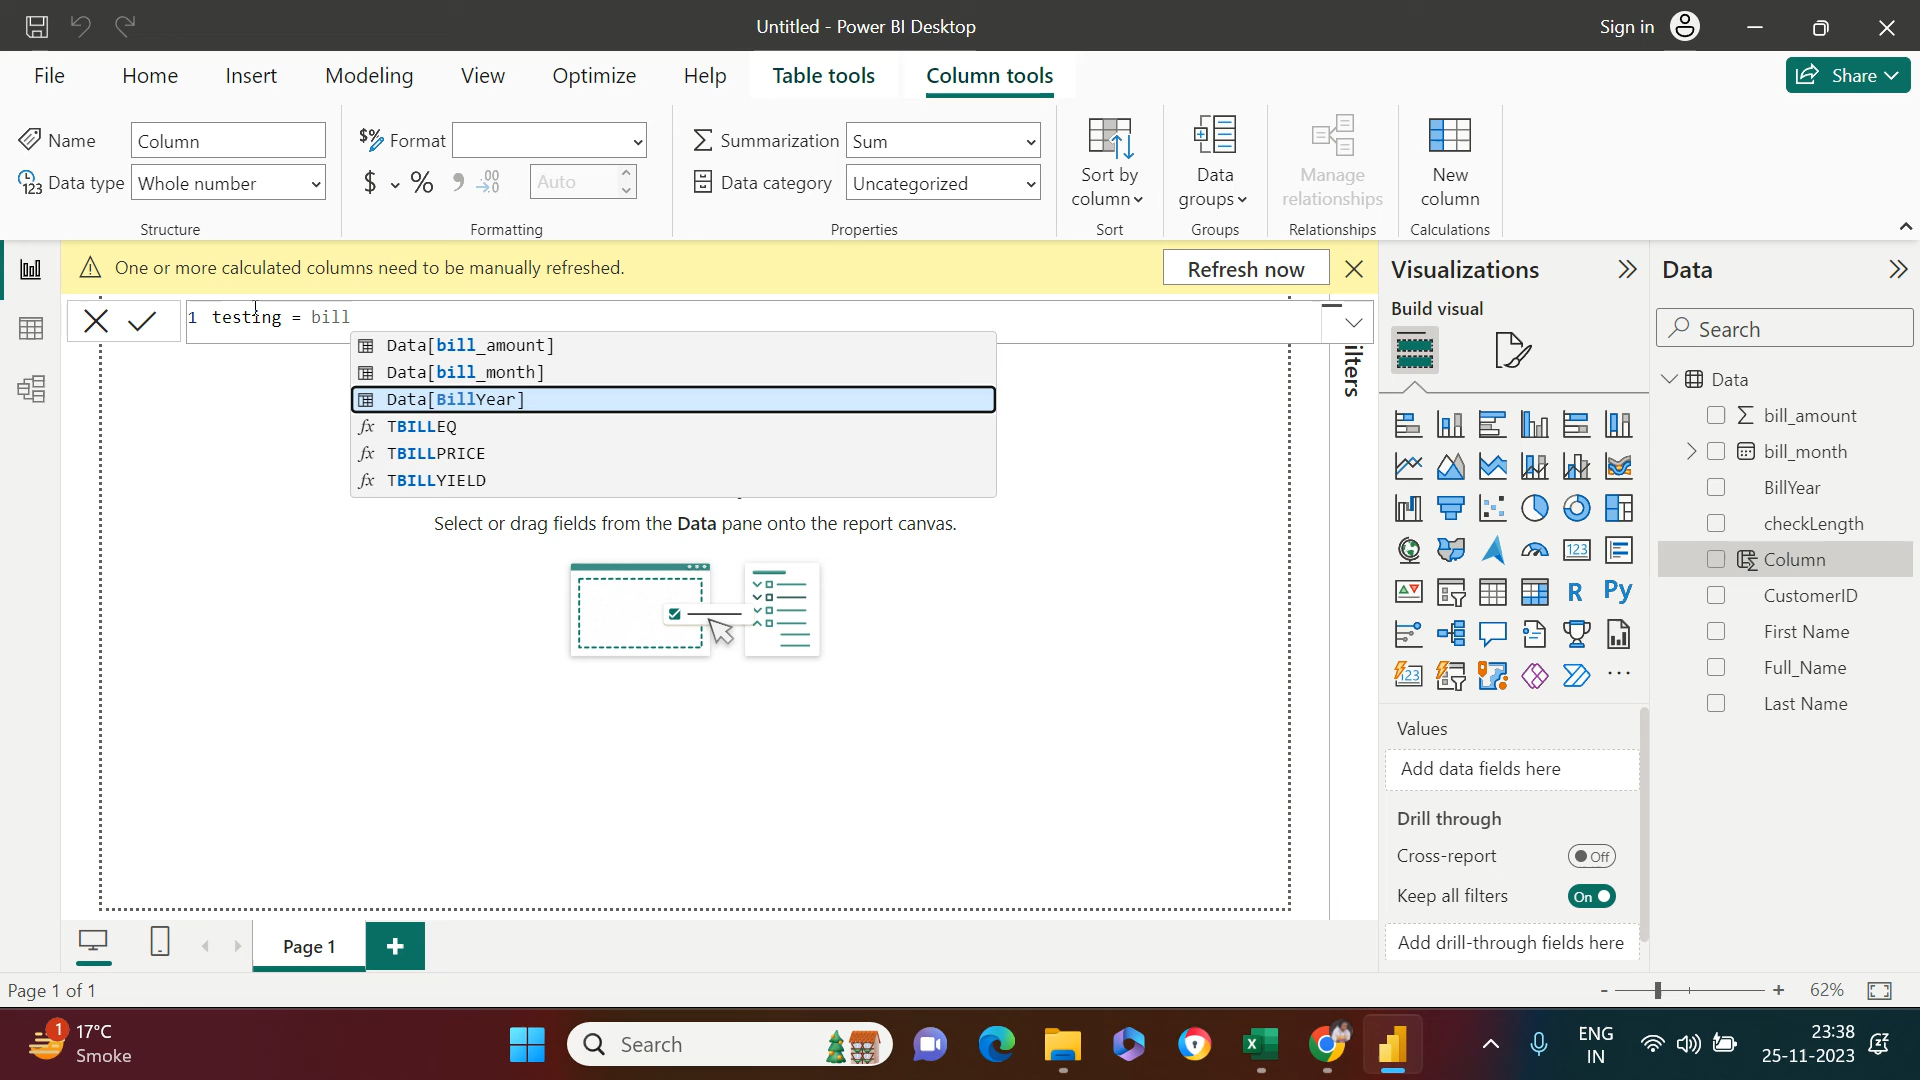 Untitled - Power BI Desktop
Sign in
File Home Insert Modeling View Optimize Help Table tools Column tools
Share
Name Column
Data type Whole number
Structure
Format
$ % Auto
Formatting
Summarization Sum
Data category Uncategorized
Properties
Sort by
column
Sort
Data
groups
Groups
Manage
relationships
Relationships
New
column
Calculations
One or more calculated columns need to be manually refreshed.
Refresh now
1 testing = bill
Data[bill_amount]
Data[bill_month]
Data[BillYear]
TBILLEQ
TBILLPRICE
TBILLYIELD
Select or drag fields from the Data pane onto the report canvas.
Visualizations
Build visual
Values
Add data fields here
Drill through
Cross-report Off
Keep all filters On
Add drill-through fields here
Data
Search
Data
bill_amount
bill_month
BillYear
checkLength
Column
CustomerID
First Name
Full_Name
Last Name
Page 1
+
Page 1 of 1
- + 62%
1
17°C
Smoke
Search
ENG
IN
23:38
25-11-2023